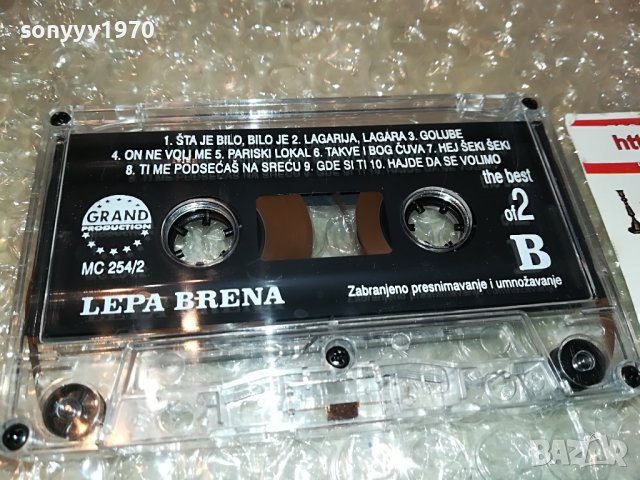 sonyyy1970
1. ŠTA JE BILO, BILO JE 2. LAGARIJA, LAGARA 3. GOLUBE
4. ON NE VOLI ME 5. PARISKI LOKAL 6. TAKVE I BOG ČUVA 7. HEJ ŠEKI ŠEKI
8. TI ME PODSEĆAŠ NA SREĆU 9. GDE SI TI 10. HAJDE DA SE VOLIMO
the best
of 2
GRAND
PRODUCTION
B
MC 254/2
LEPA BRENA
Zabranjeno presnimavanje i umnožavanje
BAZAR